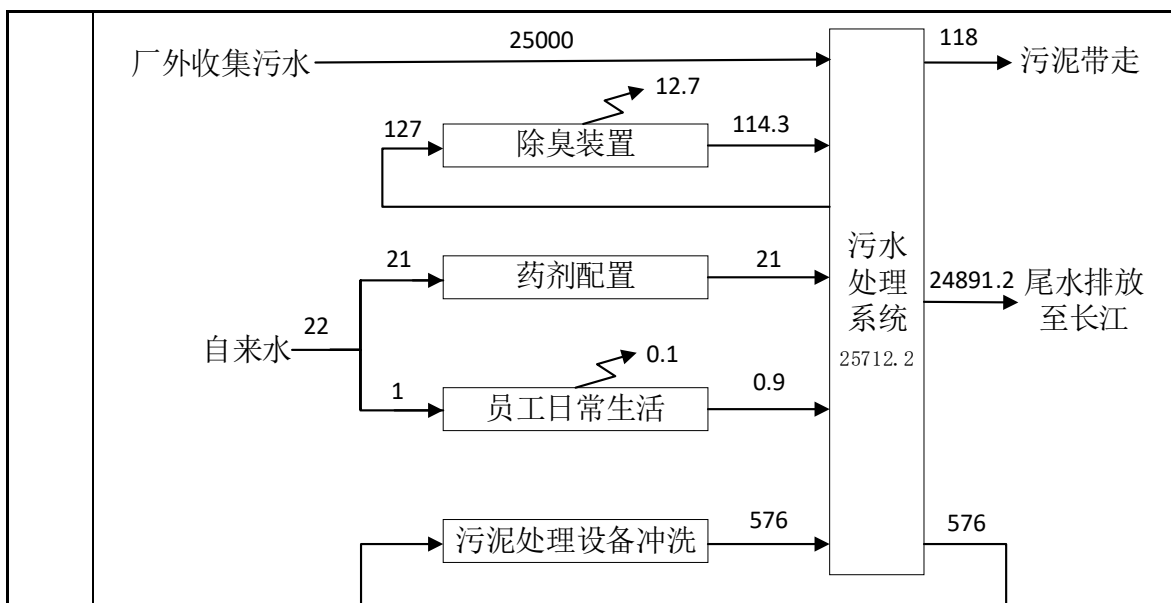 厂外收集污水
25000
118
污泥带走
12.7
127
除臭装置
114.3
21
药剂配置
21
污水
处理
系统
25712.2
24891.2
尾水排放
至长江
自来水
22
0.1
1
员工日常生活
0.9
污泥处理设备冲洗
576
576